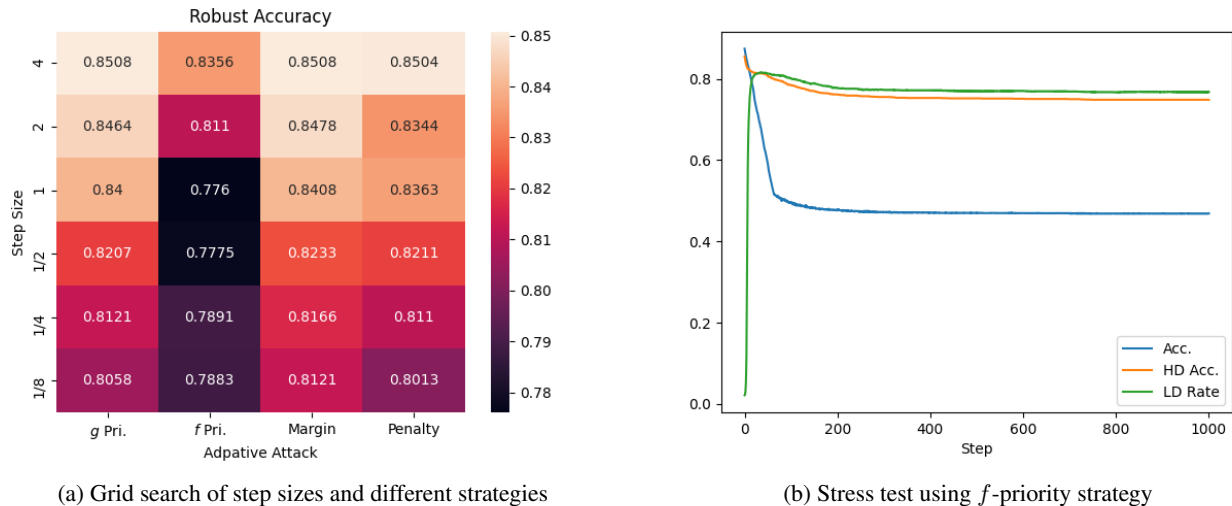 Robust Accuracy
4 0.8508 0.8356 0.8508 0.8504
2 0.8464 0.811 0.8478 0.8344
1 0.84 0.776 0.8408 0.8363
1/2 0.8207 0.7775 0.8233 0.8211
1/4 0.8121 0.7891 0.8166 0.811
1/8 0.8058 0.7883 0.8121 0.8013
Step Size
g Pri. f Pri. Margin Penalty
Adpative Attack
0.85
0.84
0.83
0.82
0.81
0.80
0.79
0.78
(a) Grid search of step sizes and different strategies
0.8
0.6
0.4
0.2
0.0
0 200 400 600 800 1000
Step
Acc.
HD Acc.
LD Rate
(b) Stress test using f-priority strategy